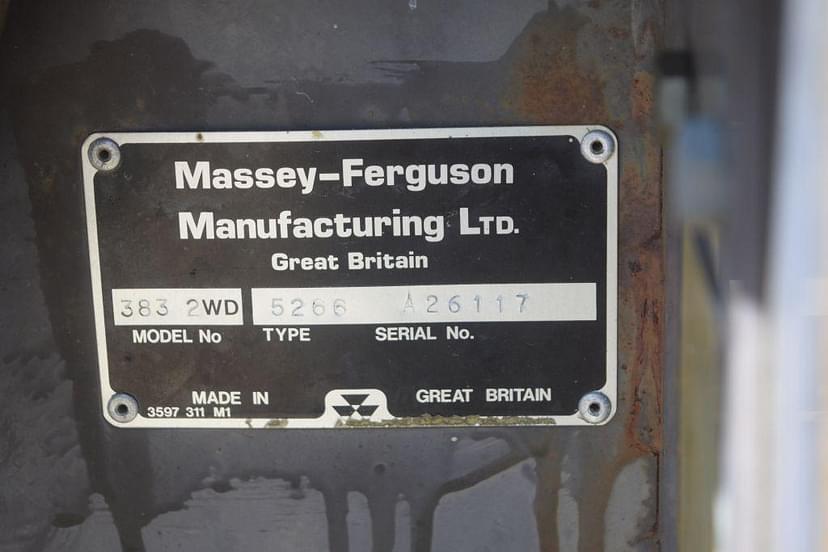 Massey-Ferguson
Manufacturing LTD.
Great Britain
383 2WD 5266 A26117
MODEL No TYPE SERIAL No.
MADE IN GREAT BRITAIN
3597 311 M1